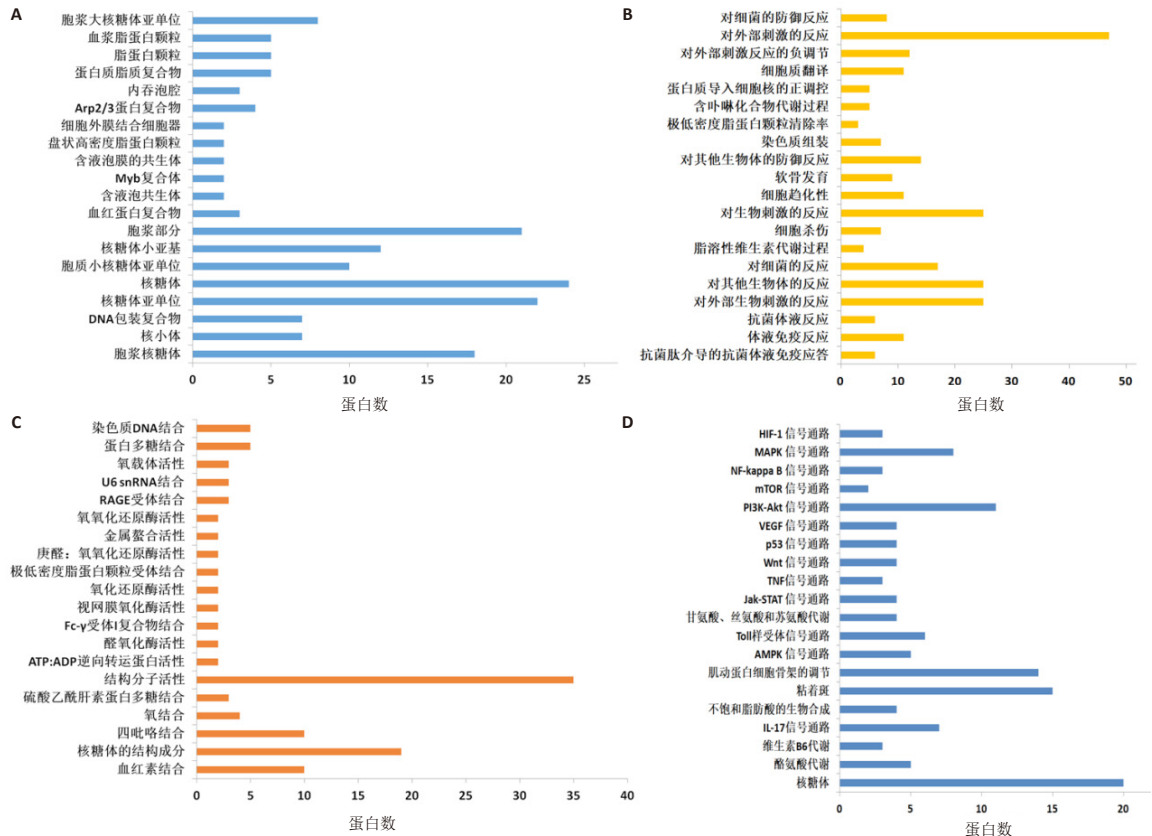 A
胞浆大核糖体亚单位
血浆脂蛋白颗粒
脂蛋白颗粒
蛋白质脂质复合物
内吞泡腔
Arp2/3蛋白复合物
细胞外膜结合细胞器
盘状高密度脂蛋白颗粒
含液泡膜的共生体
Myb复合体
含液泡共生体
血红蛋白复合物
胞浆部分
核糖体小亚基
胞质小核糖体亚单位
核糖体
核糖体亚单位
DNA包装复合物
核小体
胞浆核糖体
0 5 10 15 20 25
蛋白数
B
对细菌的防御反应
对外部刺激的反应
对外部刺激反应的负调节
细胞质翻译
蛋白质导入细胞核的正调控
含卟啉化合物代谢过程
极低密度脂蛋白颗粒清除率
染色质组装
对其他生物体的防御反应
软骨发育
细胞趋化性
对生物刺激的反应
细胞杀伤
脂溶性维生素代谢过程
对细菌的反应
对其他生物体的反应
对外部生物刺激的反应
抗菌体液反应
体液免疫反应
抗菌肽介导的抗菌体液免疫应答
0 10 20 30 40 50
蛋白数
C
染色质DNA结合
蛋白多糖结合
氧载体活性
U6 snRNA结合
RAGE受体结合
氧氧化还原酶活性
金属螯合活性
庚醛：氧氧化还原酶活性
极低密度脂蛋白颗粒受体结合
氧化还原酶活性
视网膜氧化酶活性
Fc-γ受体I复合物结合
醛氧化酶活性
ATP:ADP逆向转运蛋白活性
结构分子活性
硫酸乙酰肝素蛋白多糖结合
氧结合
四吡咯结合
核糖体的结构成分
血红素结合
0 5 10 15 20 25 30 35 40
蛋白数
D
HIF-1 信号通路
MAPK 信号通路
NF-kappa B 信号通路
mTOR 信号通路
PI3K-Akt 信号通路
VEGF 信号通路
p53 信号通路
Wnt 信号通路
TNF信号通路
Jak-STAT 信号通路
甘氨酸、丝氨酸和苏氨酸代谢
Toll样受体信号通路
AMPK 信号通路
肌动蛋白细胞骨架的调节
粘着斑
不饱和脂肪酸的生物合成
IL-17信号通路
维生素B6代谢
酪氨酸代谢
核糖体
0 5 10 15 20
蛋白数